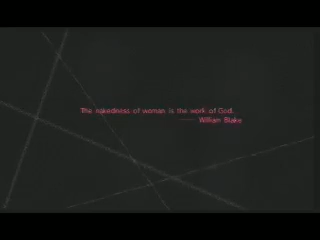 The nakedness of woman is the work of God.
—— William Blake